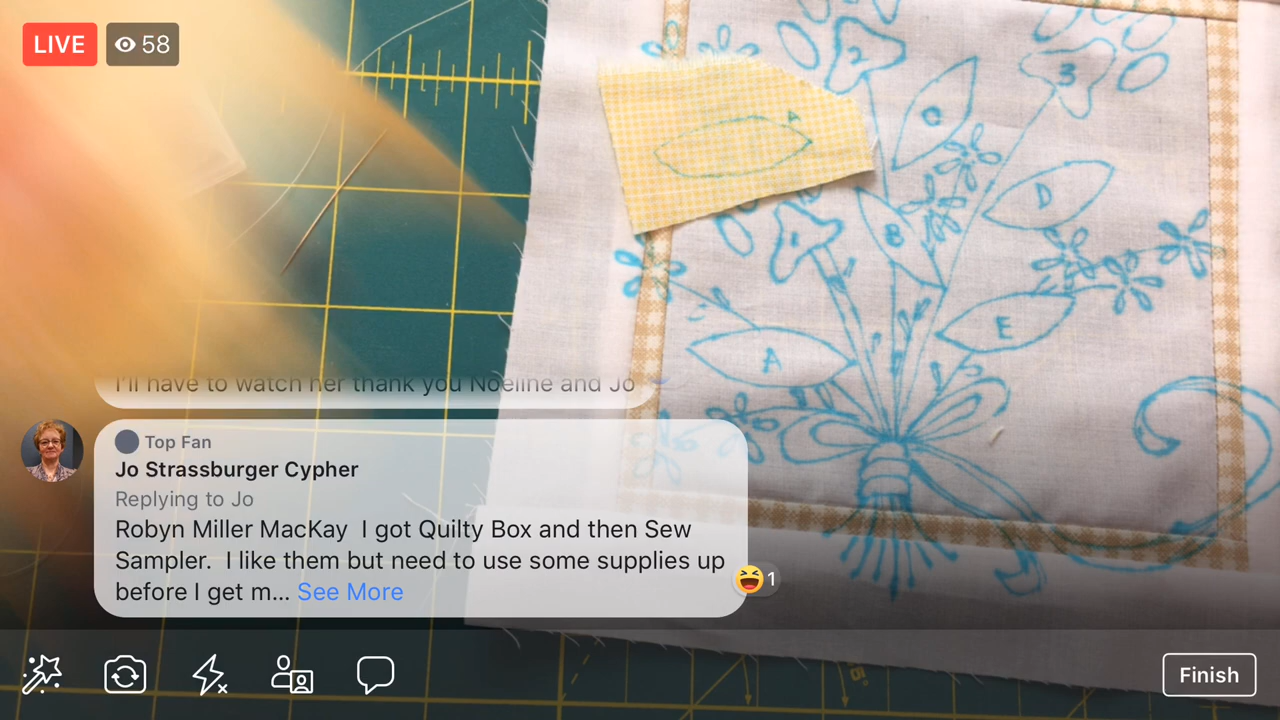 LIVE
58
2
3
A
C
D
1
B
E
A
I'll have to watch her thank you Noeline and Jo
Top Fan
Jo Strassburger Cypher
Replying to Jo
Robyn Miller MacKay I got Quilty Box and then Sew
Sampler. I like them but need to use some supplies up
before I get m... See More
1
Finish